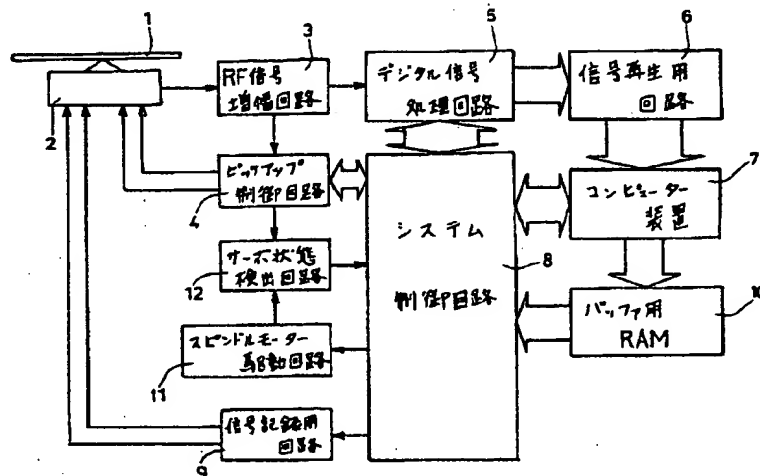 1
2
3
RF信号
増幅回路
5
デジタル信号
処理回路
6
信号再生用
回路
ピックアップ
制御回路
4
システム
制御回路
8
コンピューター
装置
7
サーボ状態
検出回路
12
バッファ用
RAM
10
スピンドルモーター
駆動回路
11
信号記録用
回路
9